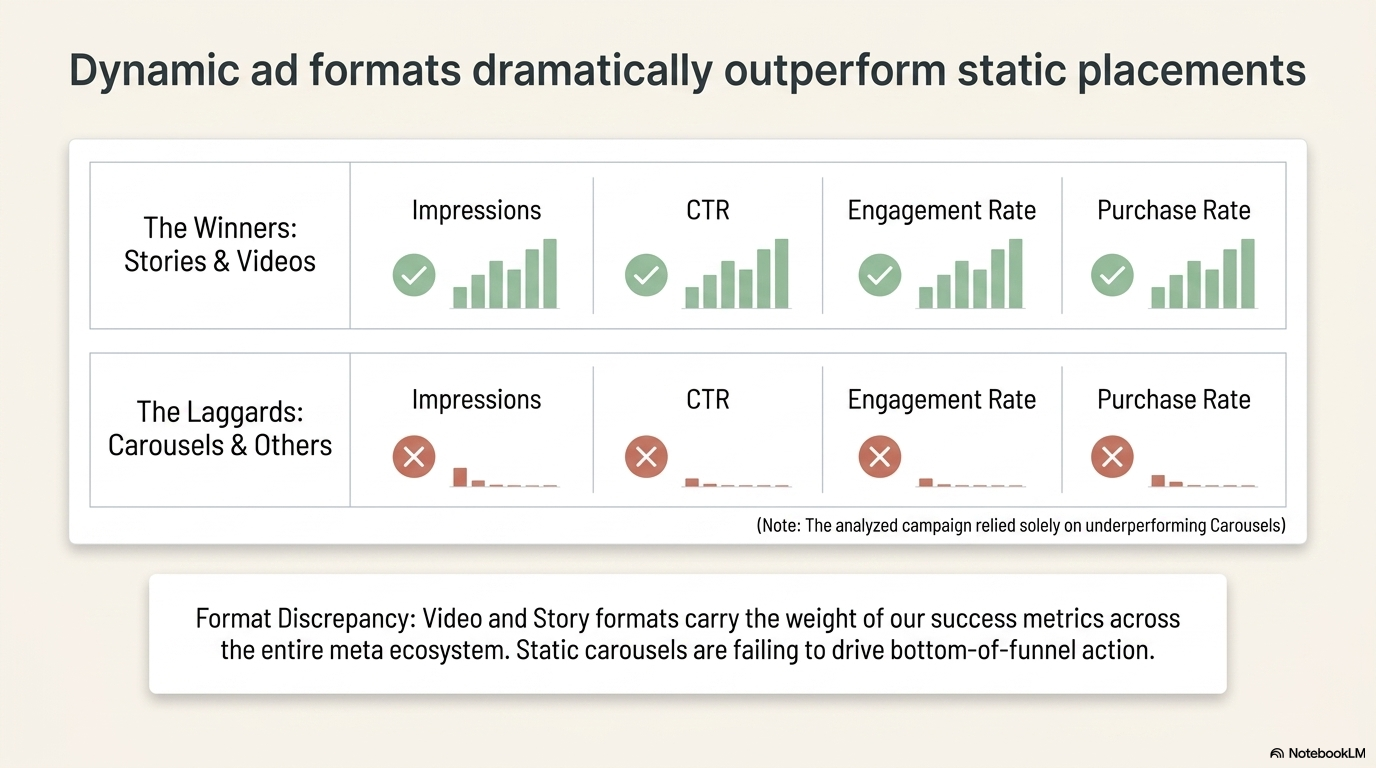 Dynamic ad formats dramatically outperform static placements
The Winners:
Stories & Videos
Impressions
CTR
Engagement Rate
Purchase Rate
The Laggards:
Carousels & Others
Impressions
CTR
Engagement Rate
Purchase Rate
(Note: The analyzed campaign relied solely on underperforming Carousels)
Format Discrepancy: Video and Story formats carry the weight of our success metrics across
the entire meta ecosystem. Static carousels are failing to drive bottom-of-funnel action.
NotebookLM